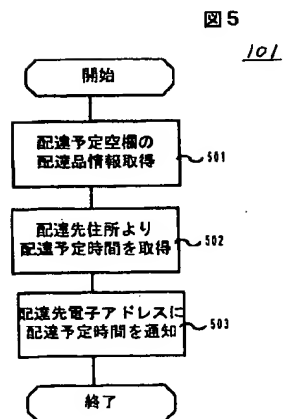 図5
101
開始
配達予定空欄の
配達品情報取得
501
配達先住所より
配達予定時間を取得
502
配達先電子アドレスに
配達予定時間を通知
503
終了